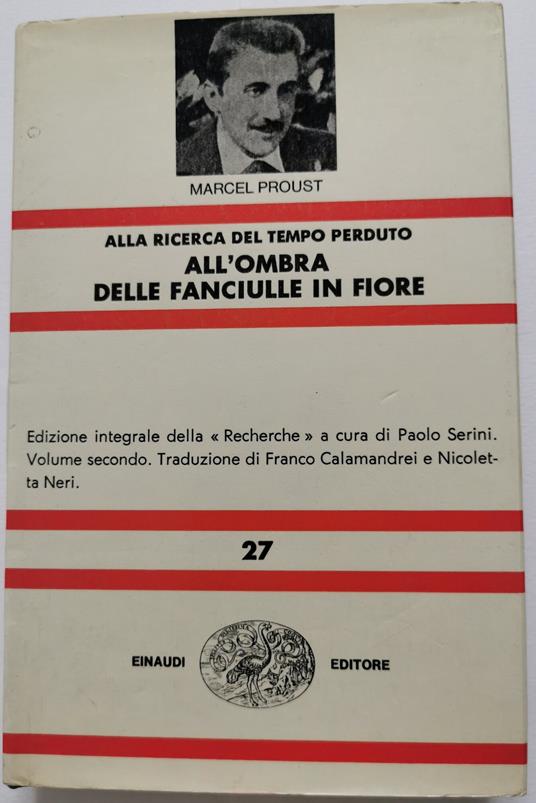 MARCEL PROUST
ALLA RICERCA DEL TEMPO PERDUTO
ALL'OMBRA
DELLE FANCIULLE IN FIORE
Edizione integrale della « Recherche » a cura di Paolo Serini.
Volume secondo. Traduzione di Franco Calamandrei e Nicolet-
ta Neri.
27
EINAUDI EDITORE